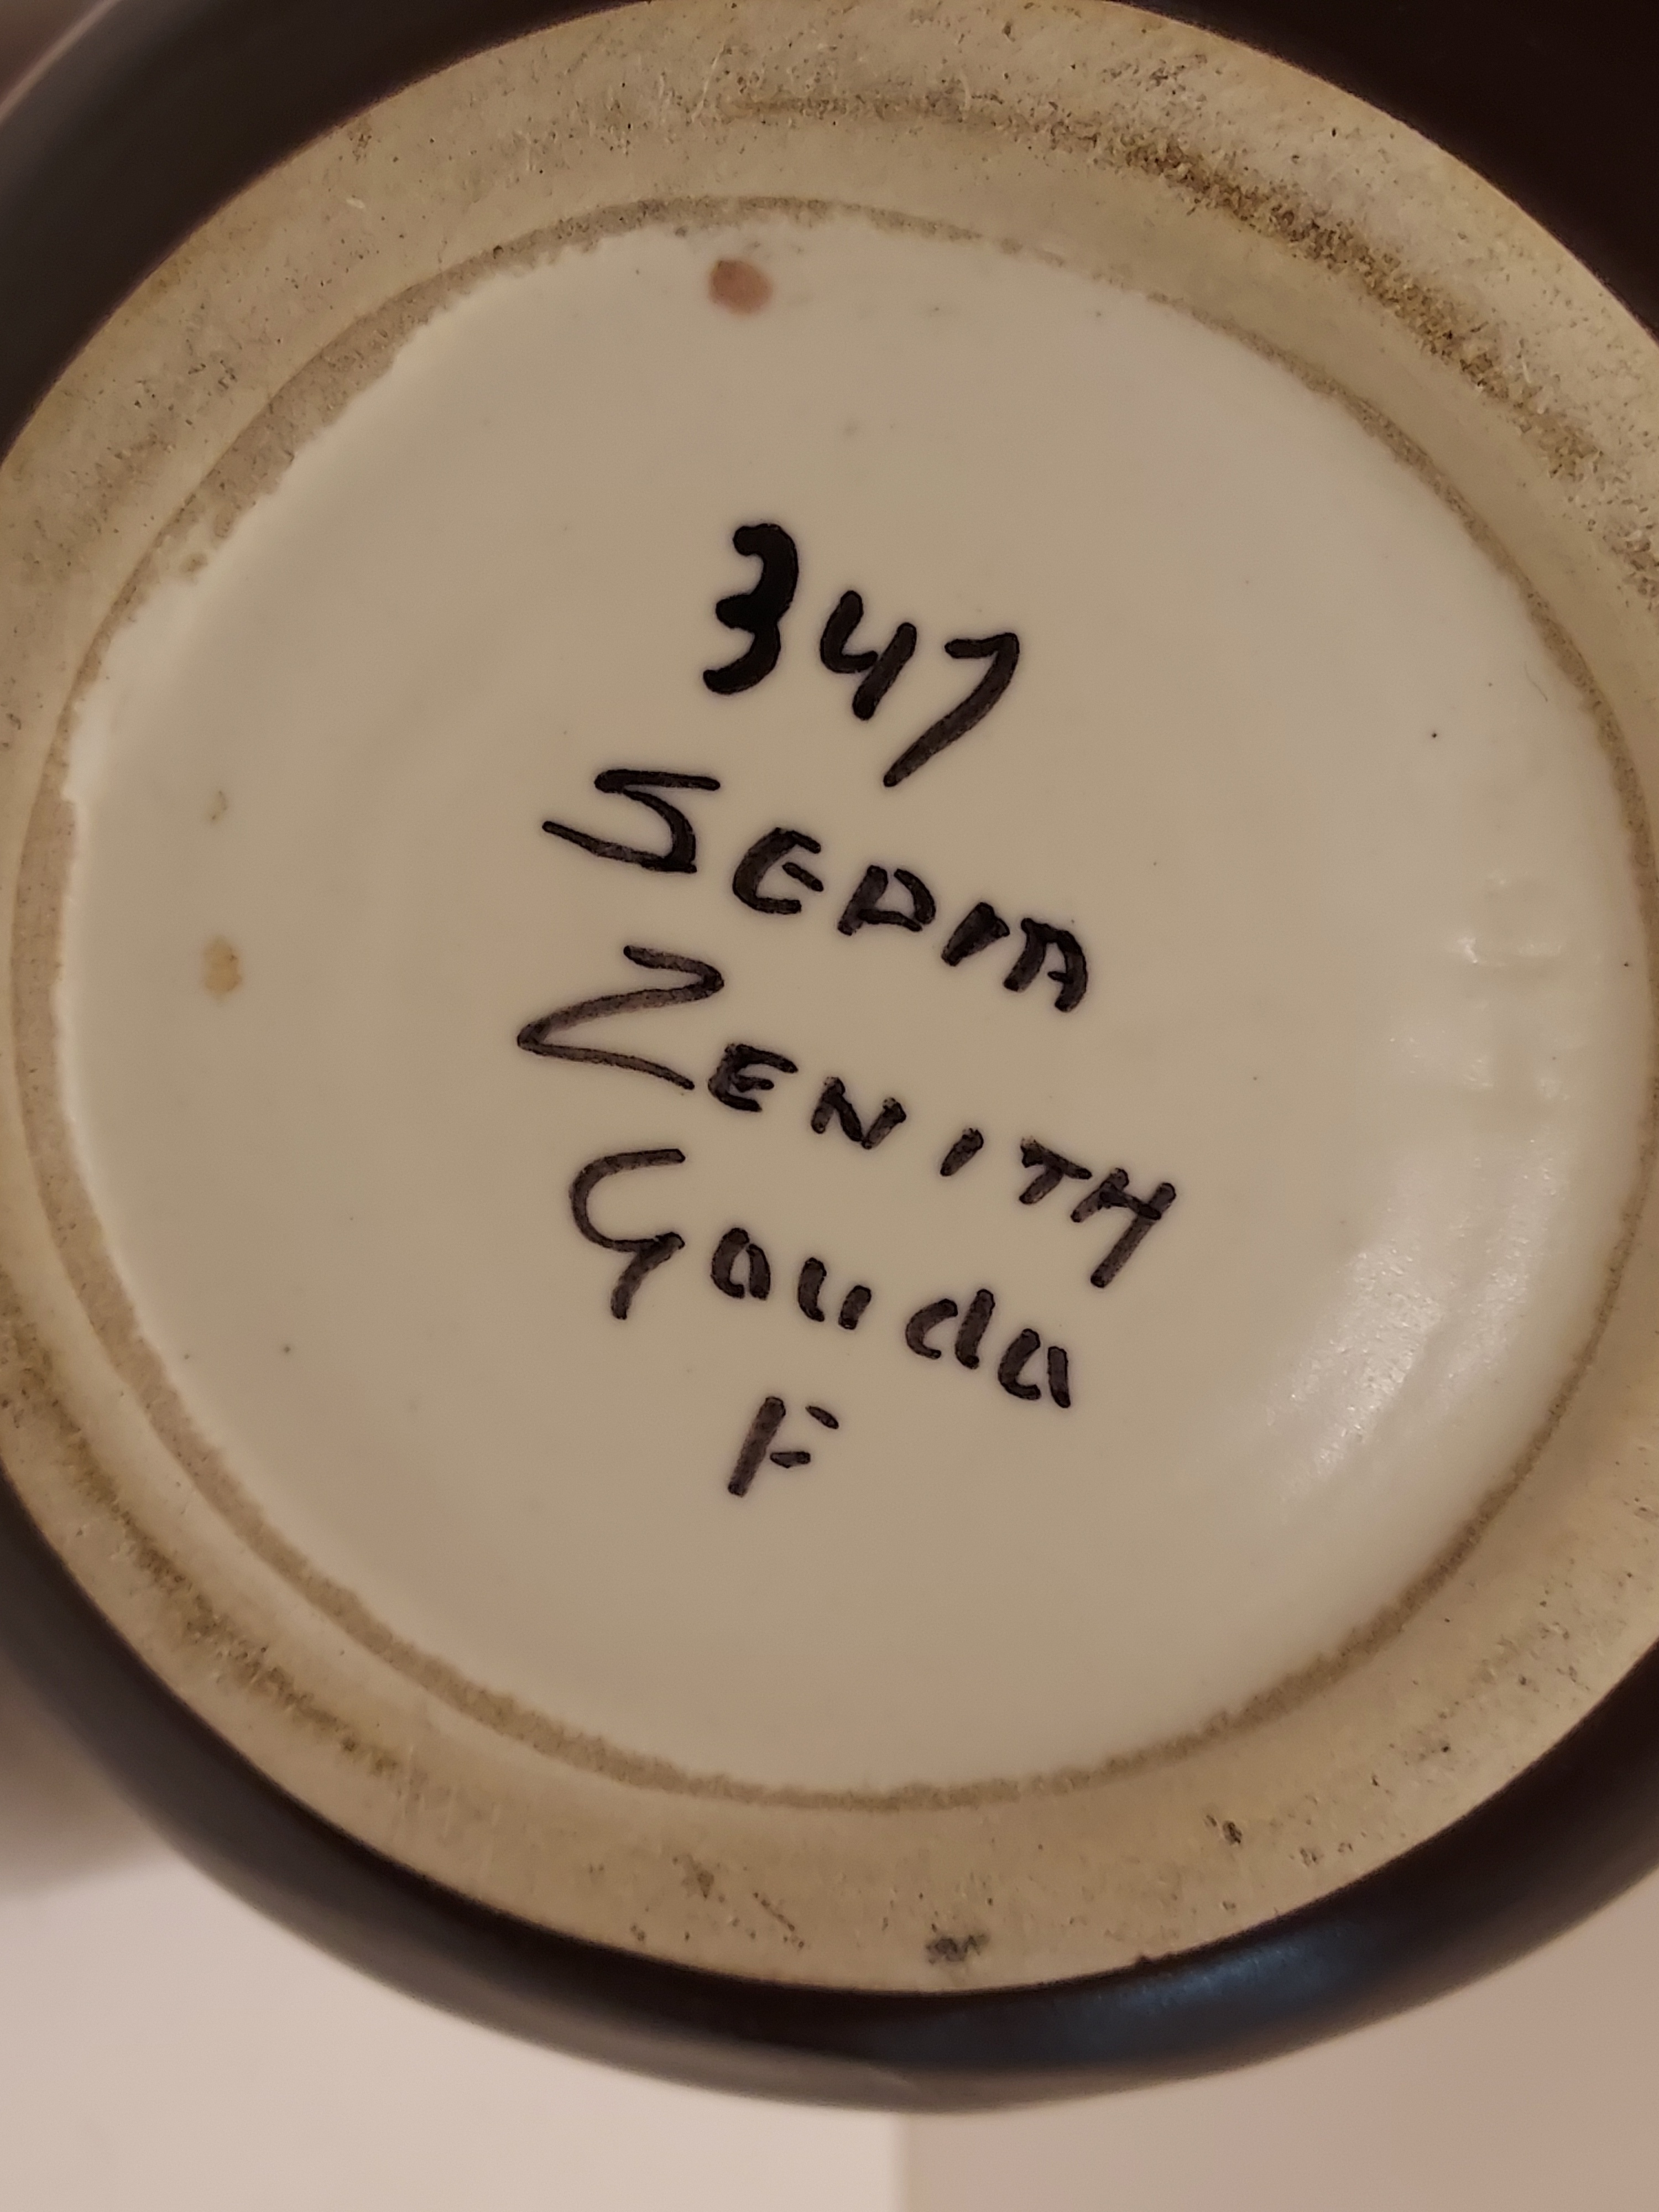 347
SEPIA
ZENITH
Gouda
F